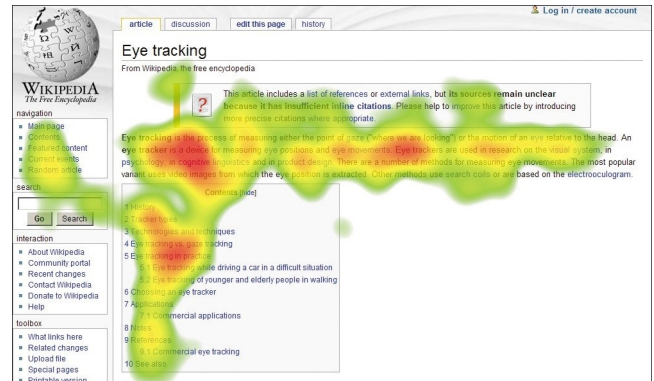 Log in / create account
article discussion edit this page history
Eye tracking
From Wikipedia, the free encyclopedia
This article includes a list of references or external links, but its sources remain unclear
because it has insufficient inline citations. Please help to improve this article by introducing
more precise citations where appropriate.
Eye tracking is the process of measuring either the point of gaze ("where we are looking") or the motion of an eye relative to the head. An
eye tracker is a device for measuring eye positions and eye movements. Eye trackers are used in research on the visual system, in
psychology, in cognitive linguistics and in product design. There are a number of methods for measuring eye movements. The most popular
variant uses video images from which the eye position is extracted. Other methods use search coils or are based on the electrooculogram.
Contents [hide]
1 History
2 Tracker types
3 Technologies and techniques
4 Eye tracking vs. gaze tracking
5 Eye tracking in practice
5.1 Eye tracking while driving a car in a difficult situation
5.2 Eye tracking of younger and elderly people in walking
6 Choosing an eye tracker
7 Applications
7.1 Commercial applications
8 Notes
9 References
9.1 Commercial eye tracking
10 See also
WIKIPEDIA
The Free Encyclopedia
navigation
Main page
Contents
Featured content
Current events
Random article
search
Go Search
interaction
About Wikipedia
Community portal
Recent changes
Contact Wikipedia
Donate to Wikipedia
Help
toolbox
What links here
Related changes
Upload file
Special pages
Printable version